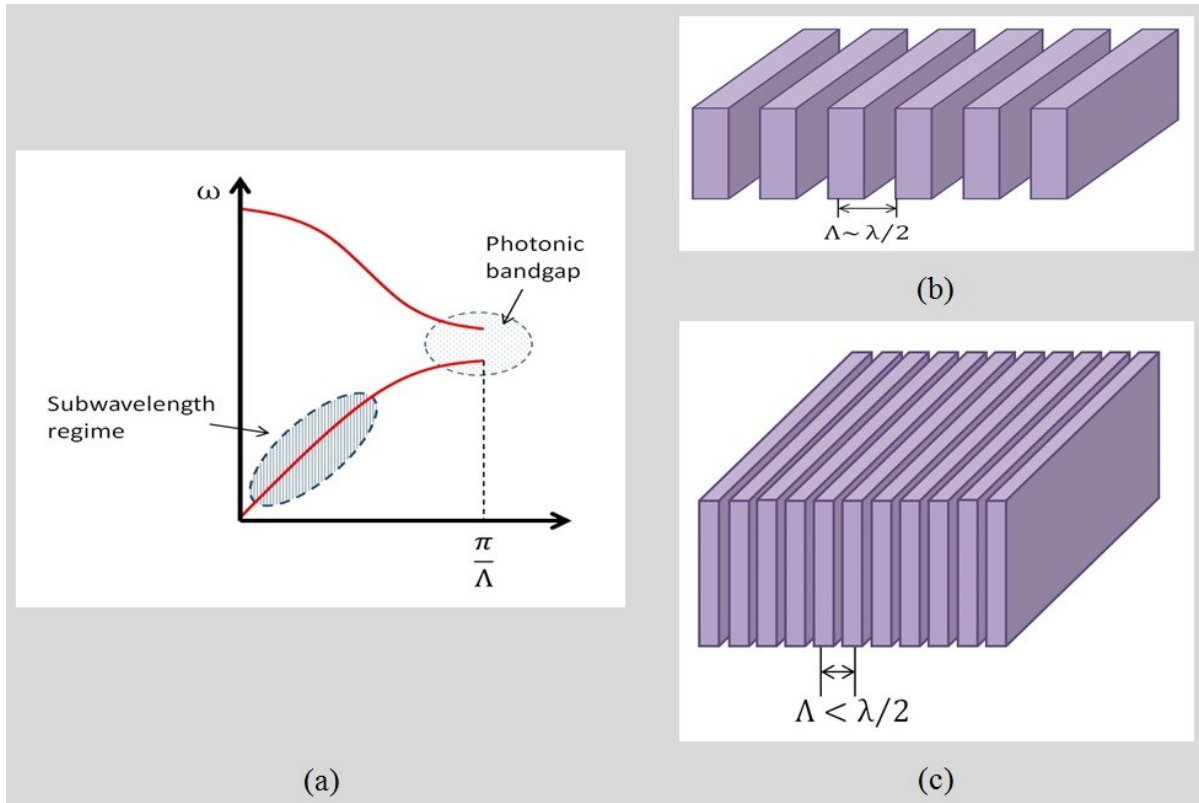 ω
Photonic
bandgap
Subwavelength
regime
π
Λ
(a)
Λ~ λ/2
(b)
Λ < λ/2
(c)